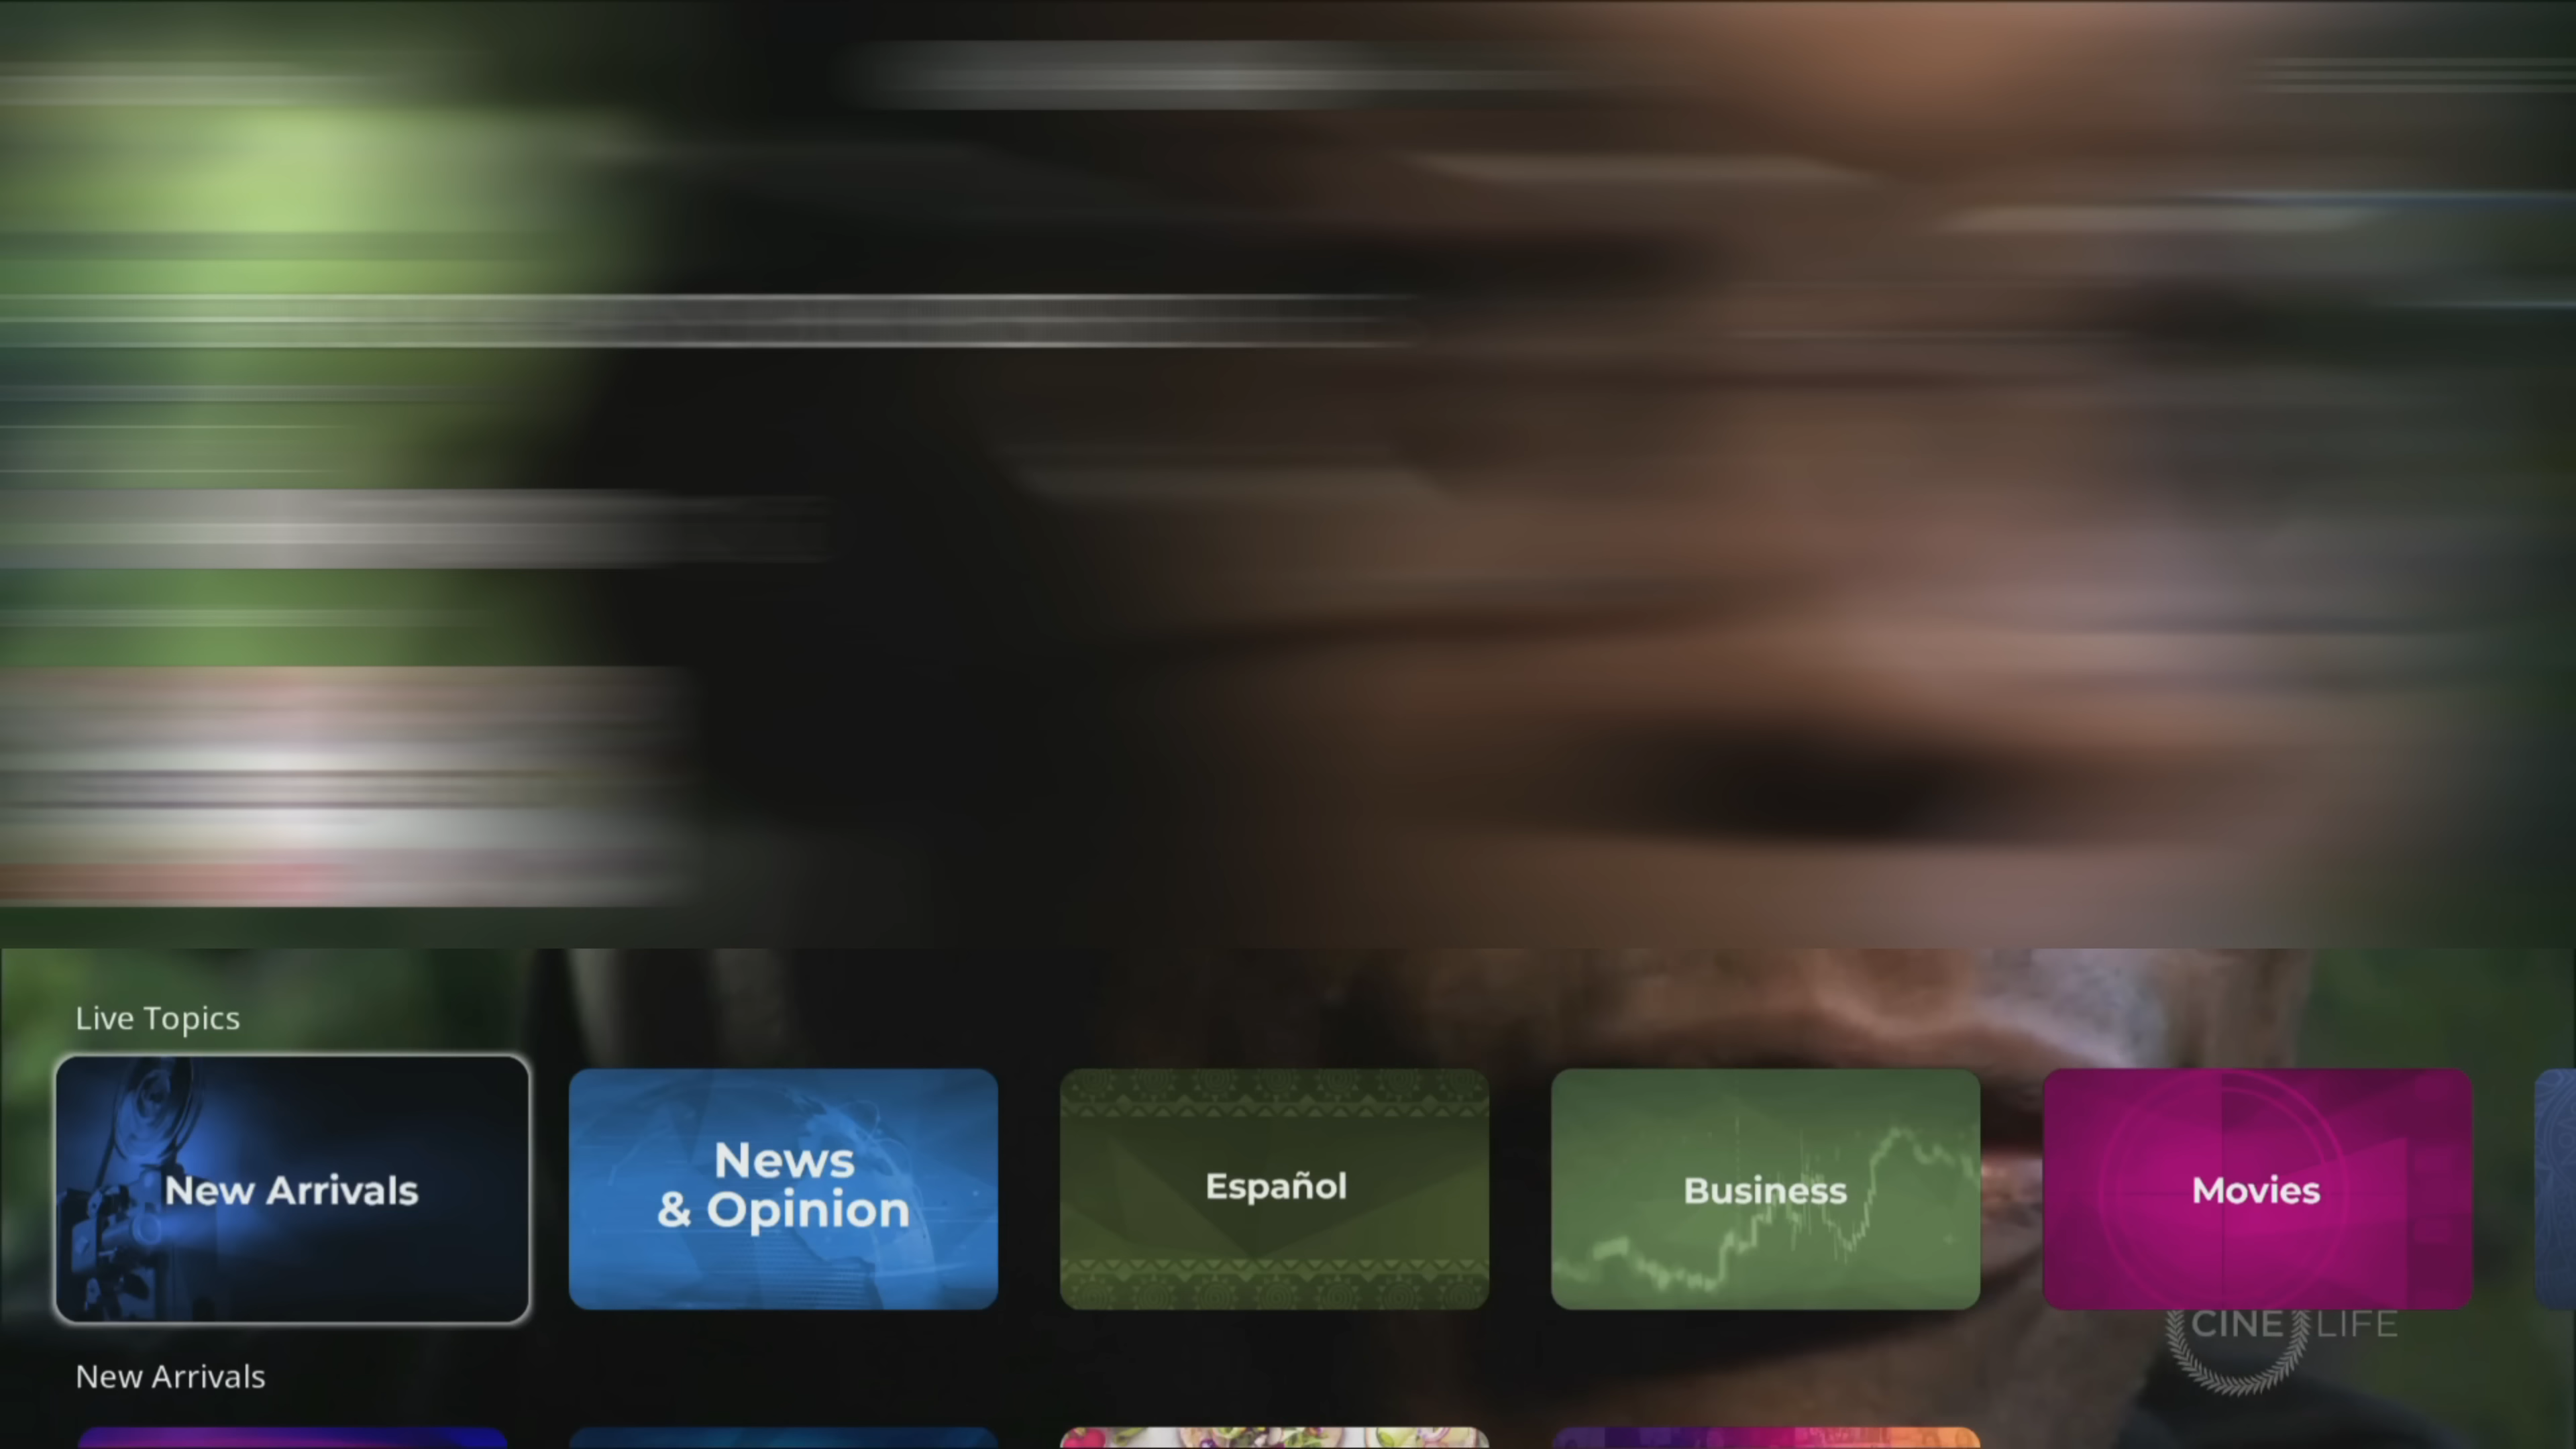 Live Topics
New Arrivals
News
& Opinion
Español
Business
Movies
CINE LIFE
New Arrivals